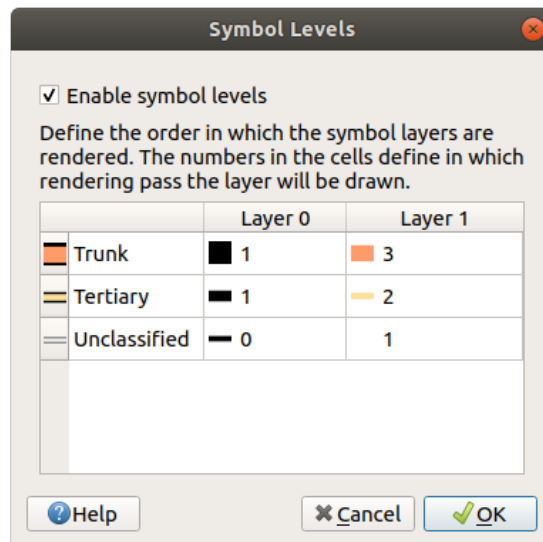 Symbol Levels
Enable symbol levels
Define the order in which the symbol layers are
rendered. The numbers in the cells define in which
rendering pass the layer will be drawn.
Layer 0 Layer 1
Trunk 1 3
Tertiary 1 2
Unclassified 0 1
Help Cancel OK